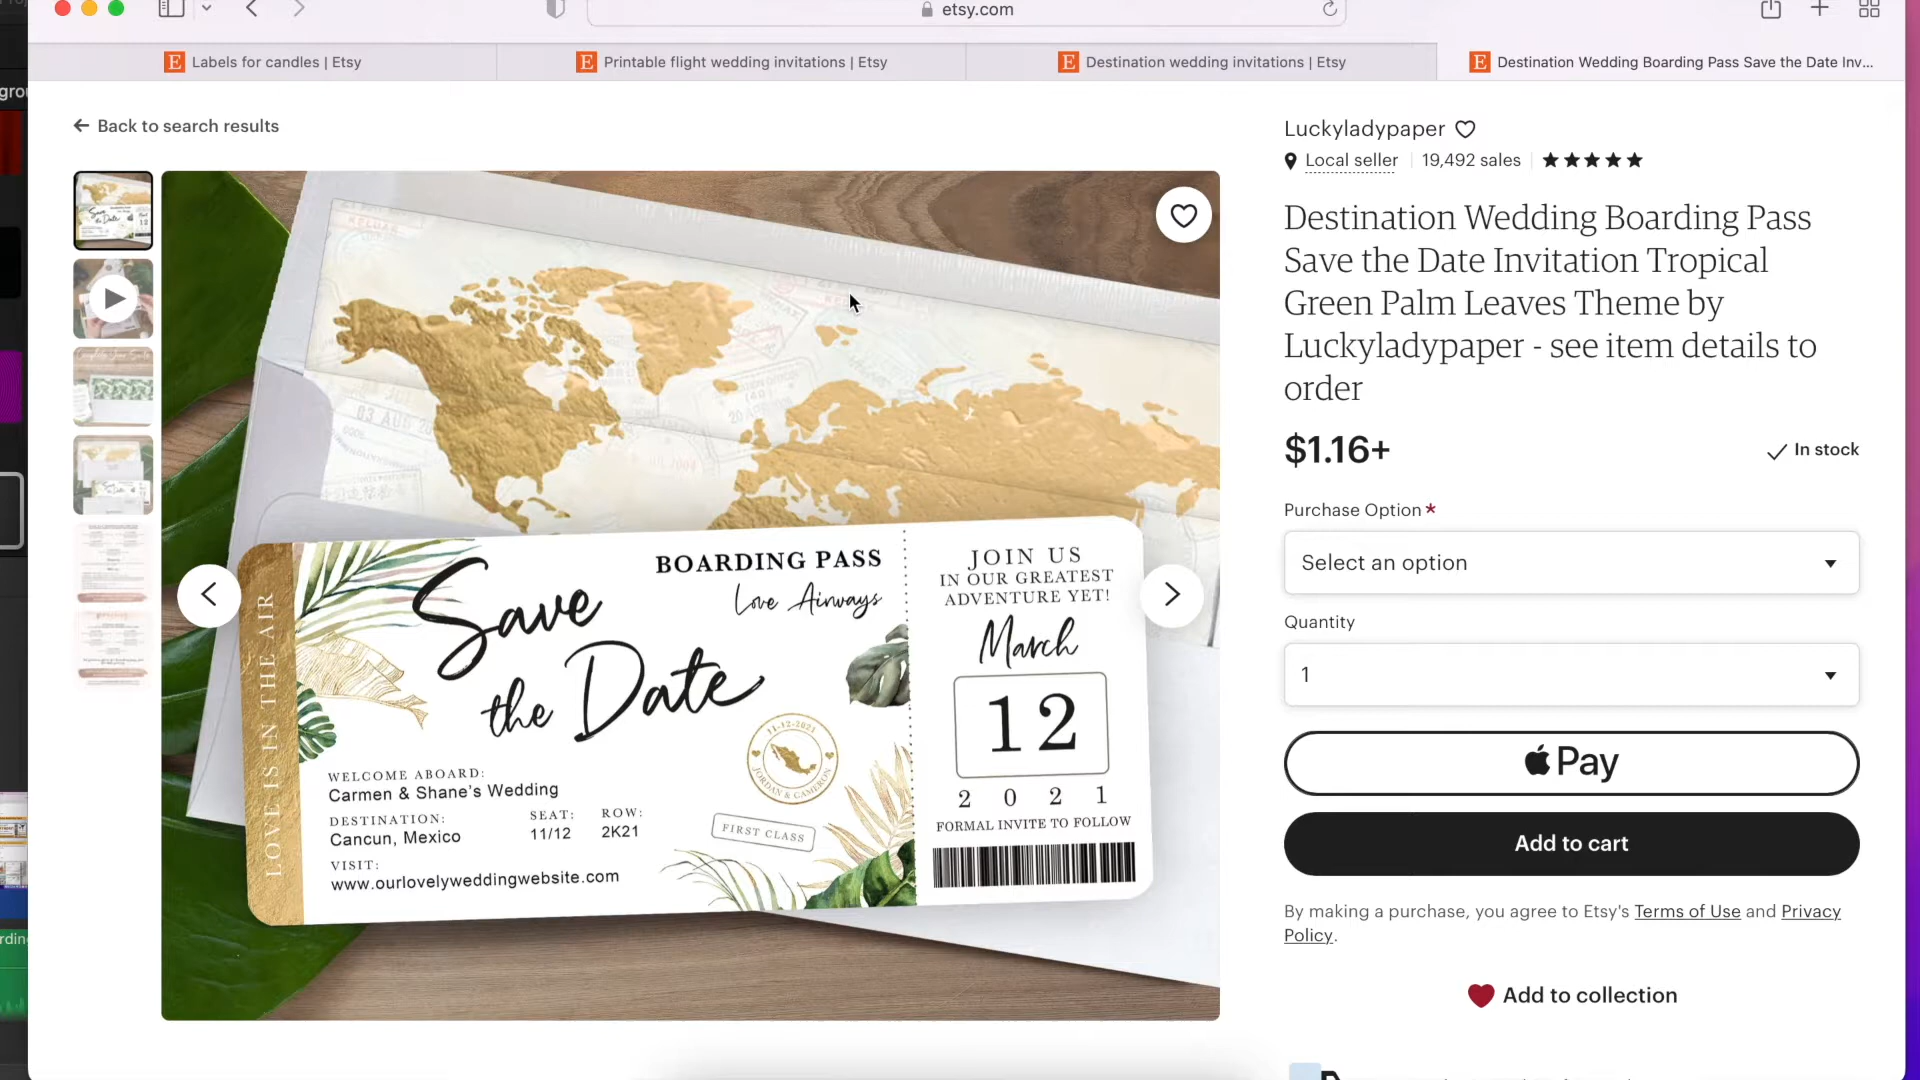 etsy.com
Labels for candles | Etsy
Printable flight wedding invitations | Etsy
Destination wedding invitations | Etsy
Destination Wedding Boarding Pass Save the Date Inv...
Back to search results
Luckyladypaper
Local seller
19,492 sales
Destination Wedding Boarding Pass
Save the Date Invitation Tropical
Green Palm Leaves Theme by
Luckyladypaper - see item details to
order
$1.16+
In stock
Purchase Option *
Select an option
Quantity
1
Pay
Add to cart
By making a purchase, you agree to Etsy's Terms of Use and Privacy
Policy.
Add to collection
LOVE IS IN THE AIR
Save
the Date
BOARDING PASS
Love Airways
WELCOME ABOARD:
Carmen & Shane's Wedding
DESTINATION:
Cancun, Mexico
SEAT:
11/12
ROW:
2K21
VISIT:
www.ourlovelyweddingwebsite.com
11-12-2021
JORDAN & CAMERON
FIRST CLASS
JOIN US
IN OUR GREATEST
ADVENTURE YET!
March
12
2021
FORMAL INVITE TO FOLLOW